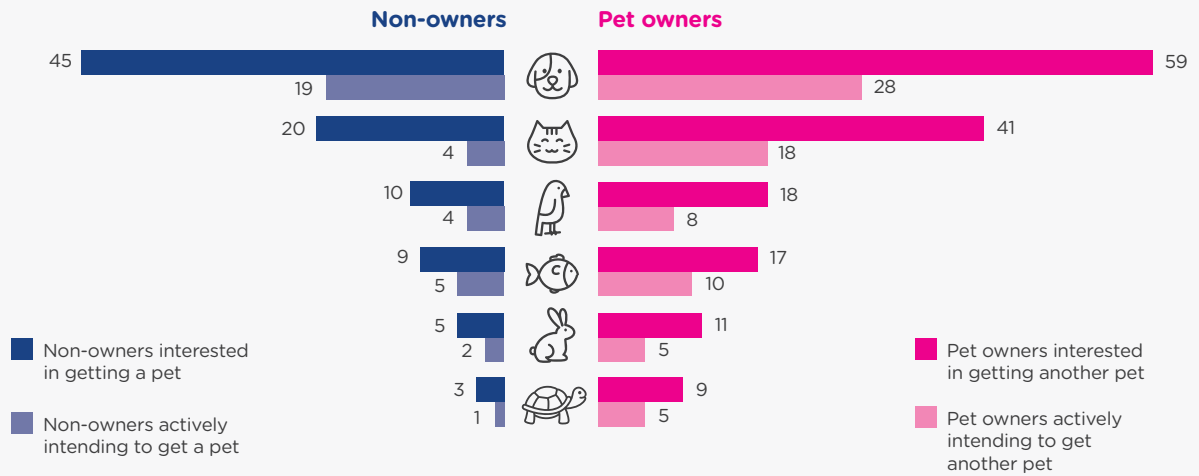 Non-owners Pet owners
45 59
19 28
20 41
4 18
10 18
4 8
9 17
5 10
5 11
2 5
3 9
1 5
Non-owners interested
in getting a pet
Non-owners actively
intending to get a pet
Pet owners interested
in getting another pet
Pet owners actively
intending to get
another pet